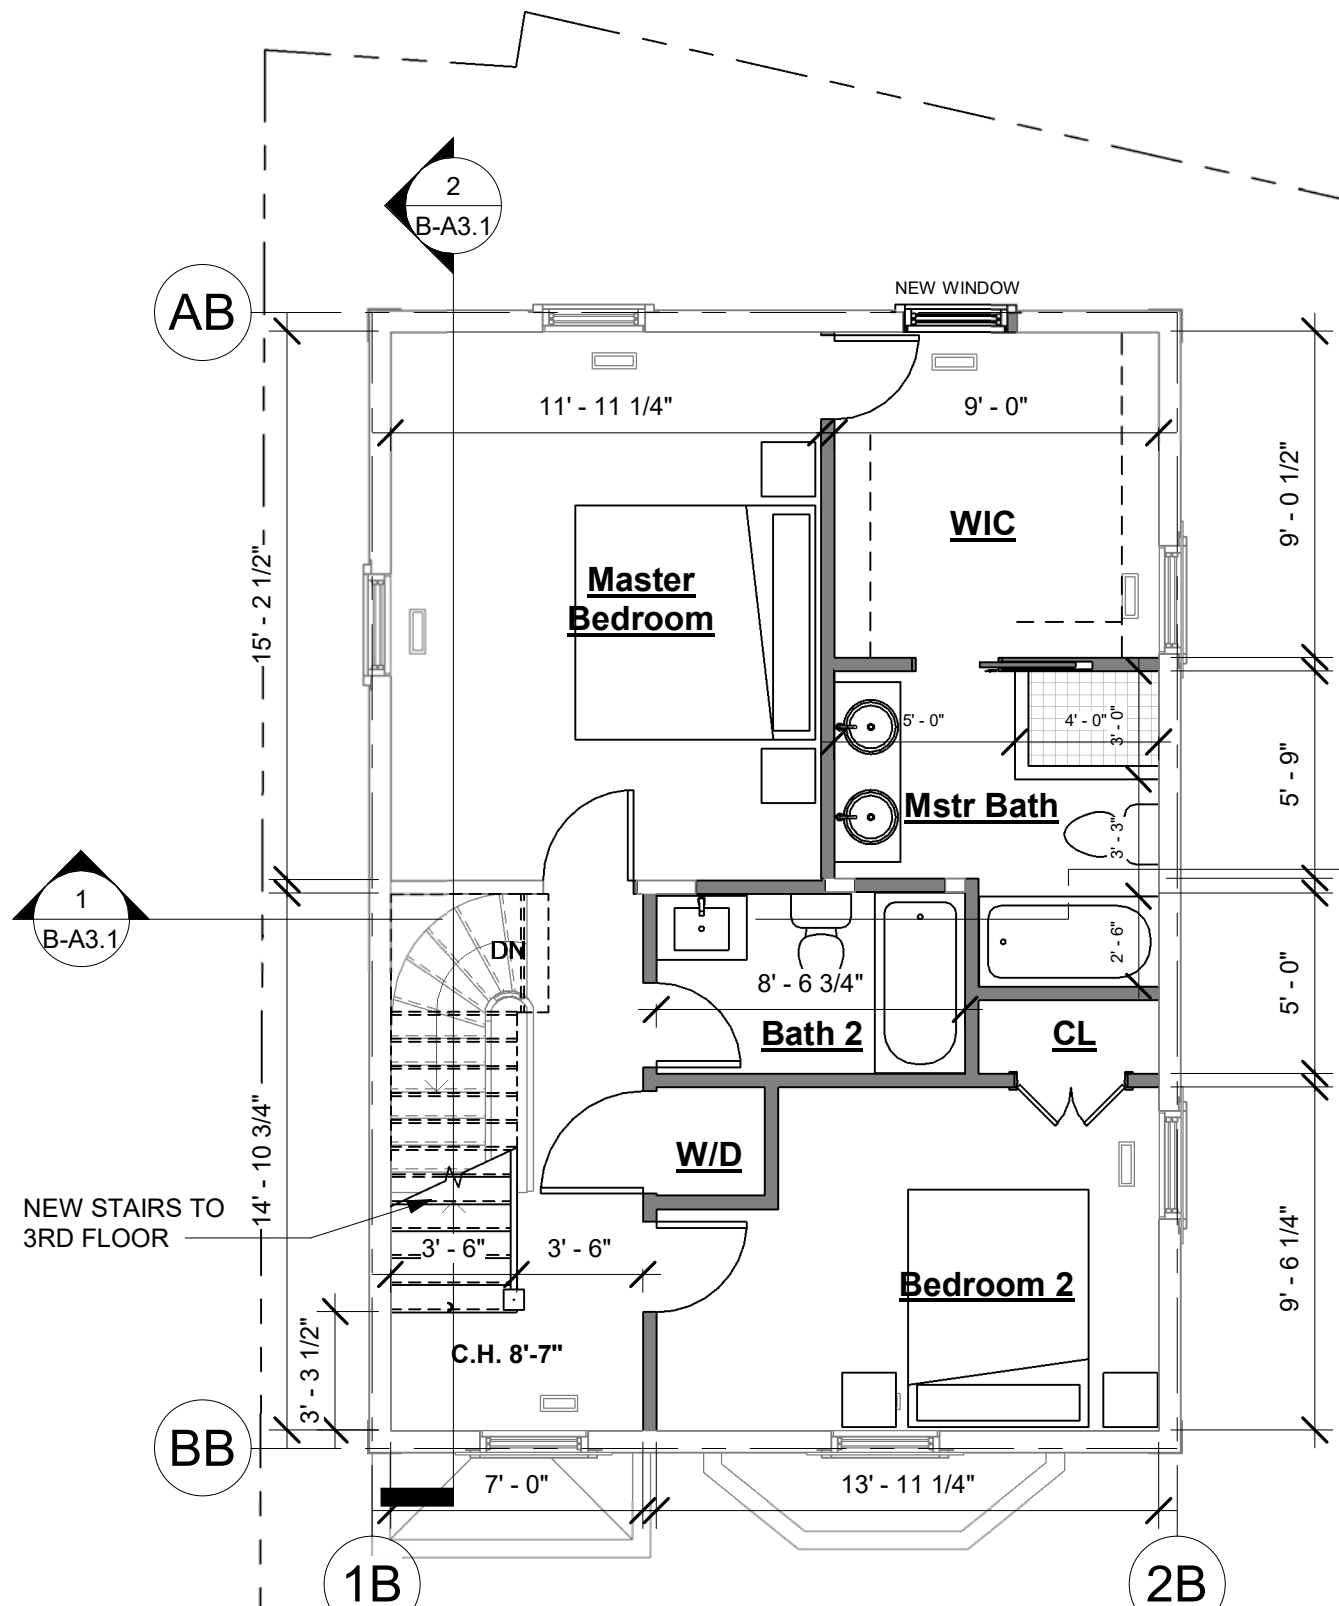 2
B-A3.1
NEW WINDOW
AB
11' - 11 1/4"
9' - 0"
9' - 0 1/2"
WIC
15' - 2 1/2"
Master
Bedroom
5' - 0"
4' - 0"
3' - 0"
5' - 9"
Mstr Bath
3' - 3"
1
B-A3.1
DN
2' - 6"
8' - 6 3/4"
5' - 0"
Bath 2
CL
W/D
14' - 10 3/4"
NEW STAIRS TO
3RD FLOOR
3' - 6"
3' - 6"
Bedroom 2
9' - 6 1/4"
C.H. 8'-7"
3' - 3 1/2"
BB
7' - 0"
13' - 11 1/4"
1B
2B